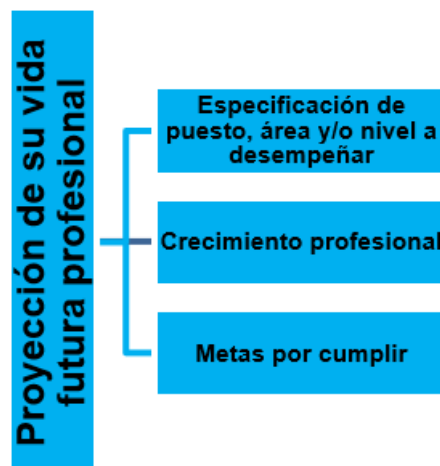 Proyección de su vida
futura profesional
Especificación de
puesto, área y/o nivel a
desempeñar
Crecimiento profesional
Metas por cumplir